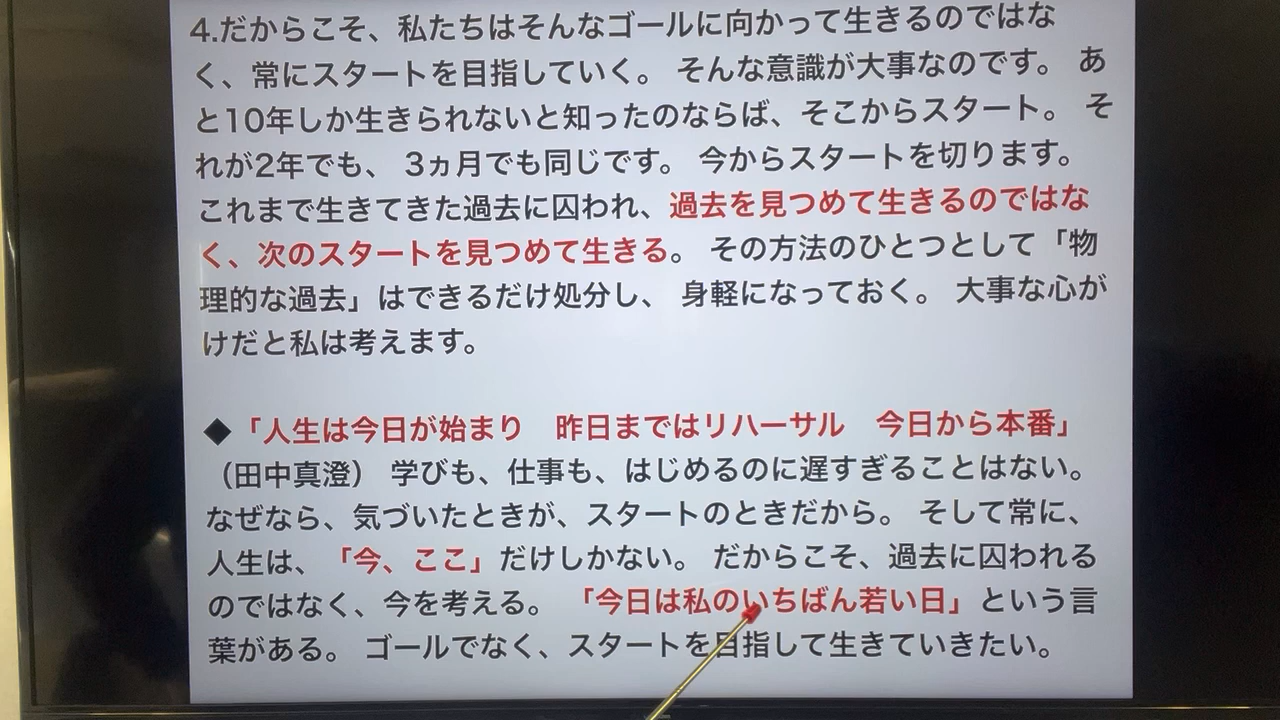 4.だからこそ、私たちはそんなゴールに向かって生きるのではな
く、常にスタートを目指していく。 そんな意識が大事なのです。 あ
と10年しか生きられないと知ったのならば、そこからスタート。 そ
れが2年でも、 3ヵ月でも同じです。 今からスタートを切ります。
これまで生きてきた過去に囚われ、過去を見つめて生きるのではな
く、次のスタートを見つめて生きる。 その方法のひとつとして「物
理的な過去」はできるだけ処分し、 身軽になっておく。 大事な心が
けだと私は考えます。
◆「人生は今日が始まり 昨日まではリハーサル 今日から本番」
(田中真澄) 学びも、仕事も、はじめるのに遅すぎることはない。
なぜなら、気づいたときが、スタートのときだから。 そして常に、
人生は、「今、ここ」だけしかない。 だからこそ、過去に囚われる
のではなく、今を考える。 「今日は私のいちばん若い日」という言
葉がある。 ゴールでなく、スタートを目指して生きていきたい。